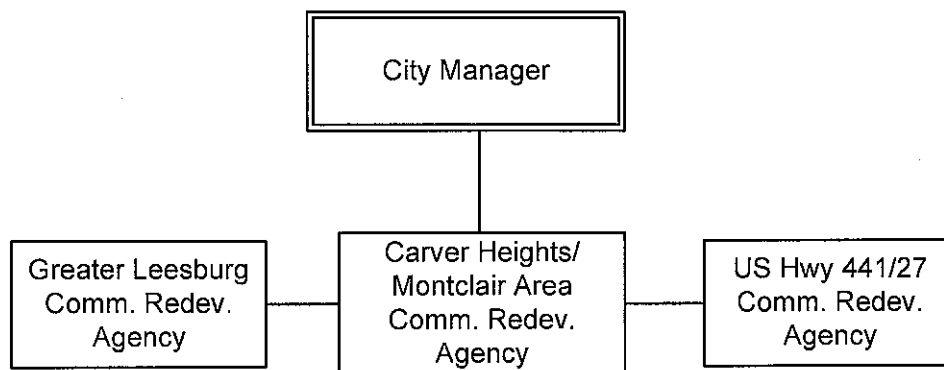 City Manager
Greater Leesburg
Comm. Redev.
Agency
Carver Heights/
Montclair Area
Comm. Redev.
Agency
US Hwy 441/27
Comm. Redev.
Agency